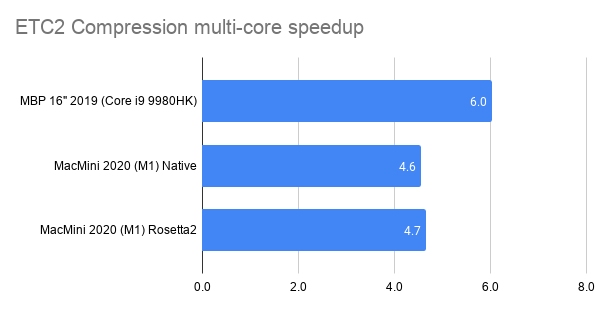 ETC2 Compression multi-core speedup
MBP 16" 2019 (Core i9 9980HK)
6.0
MacMini 2020 (M1) Native
4.6
MacMini 2020 (M1) Rosetta2
4.7
0.0 2.0 4.0 6.0 8.0